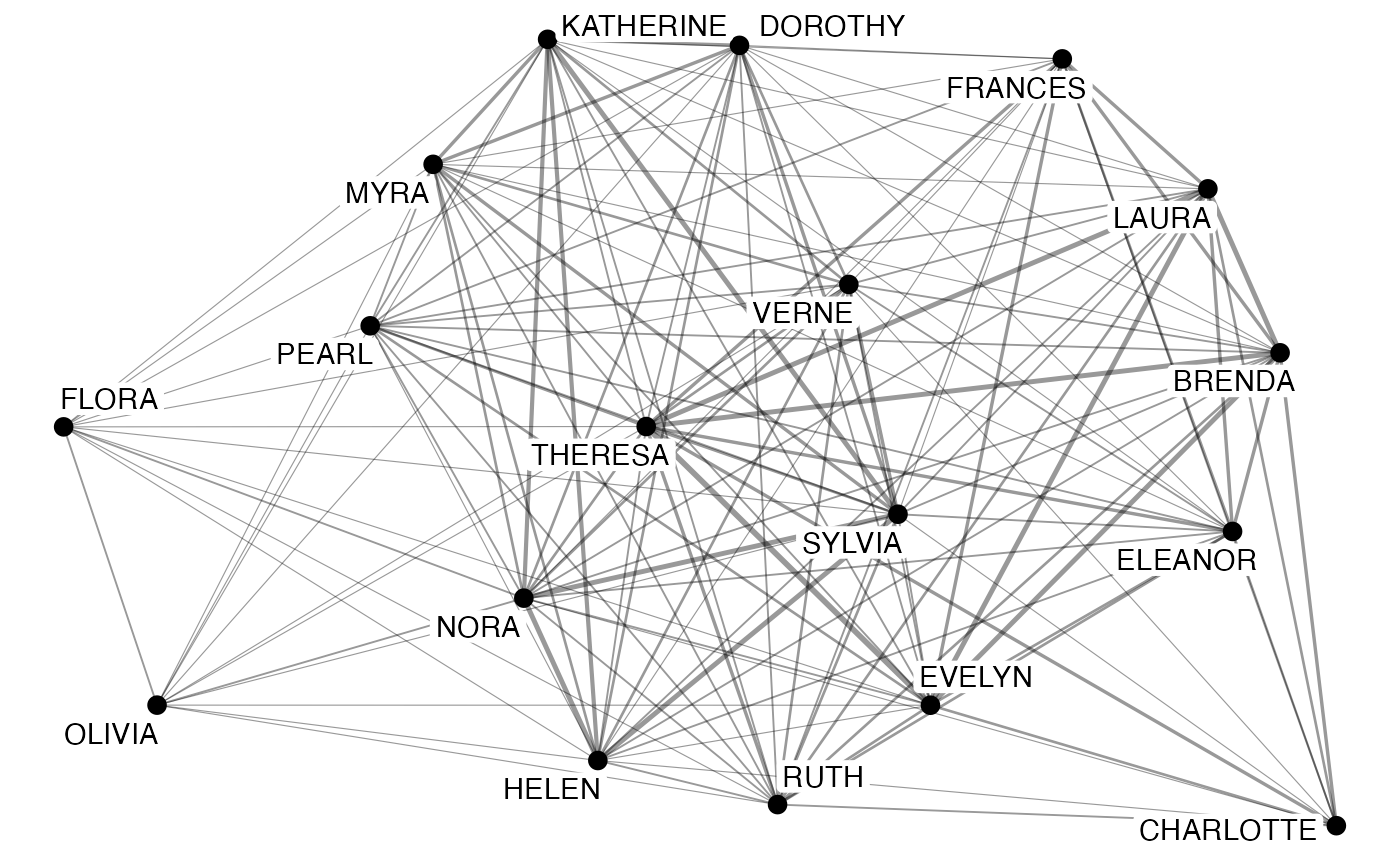 KATHERINE
DOROTHY
FRANCES
MYRA
LAURA
VERNE
PEARL
BRENDA
FLORA
THERESA
SYLVIA
ELEANOR
NORA
EVELYN
OLIVIA
RUTH
HELEN
CHARLOTTE